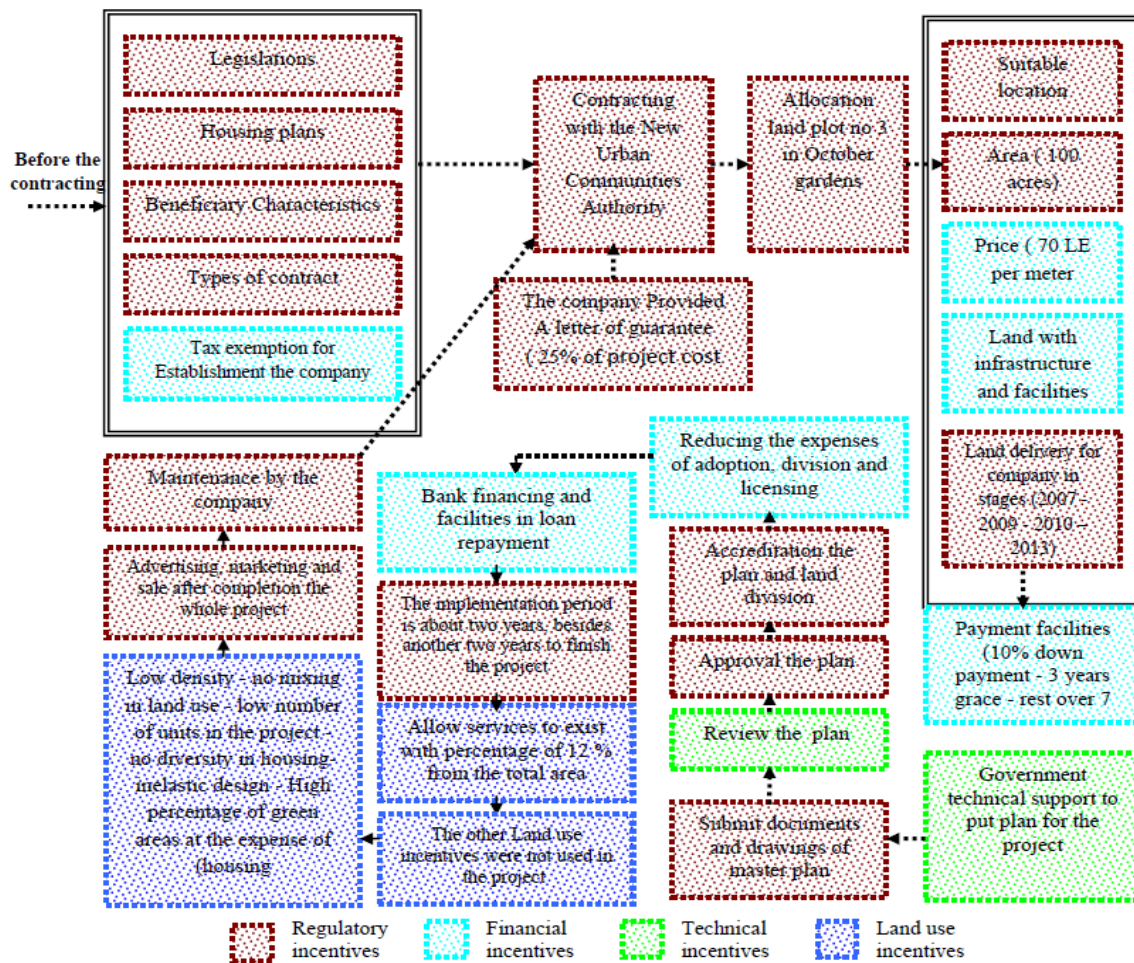 Before the
contracting
Legislations
Housing plans
Beneficiary Characteristics
Types of contract
Tax exemption for
Establishment the company
Contracting
with the New
Urban
Communities
Authority
Allocation
land plot no 3
in October
gardens
The company Provided
A letter of guarantee
( 25% of project cost
Suitable
location
Area ( 100
acres)
Price ( 70 LE
per meter
Land with
infrastructure
and facilities
Land delivery for
company in
stages (2007 –
2009 - 2010 –
2013)
Payment facilities
(10% down
payment - 3 years
grace - rest over 7
Government
technical support to
put plan for the
project
Submit documents
and drawings of
master plan
Review the plan
Approval the plan
Accreditation the
plan and land
division
Reducing the expenses
of adoption, division and
licensing
Bank financing and
facilities in loan
repayment
The implementation period
is about two years, besides
another two years to finish
the project
Allow services to exist
with percentage of 12 %
from the total area
The other Land use
incentives were not used in
the project
Low density - no mixing
in land use - low number
of units in the project -
no diversity in housing-
inelastic design - High
percentage of green
areas at the expense of
(housing
Advertising, marketing and
sale after completion the
whole project
Maintenance by the
company
Regulatory
incentives
Financial
incentives
Technical
incentives
Land use
incentives